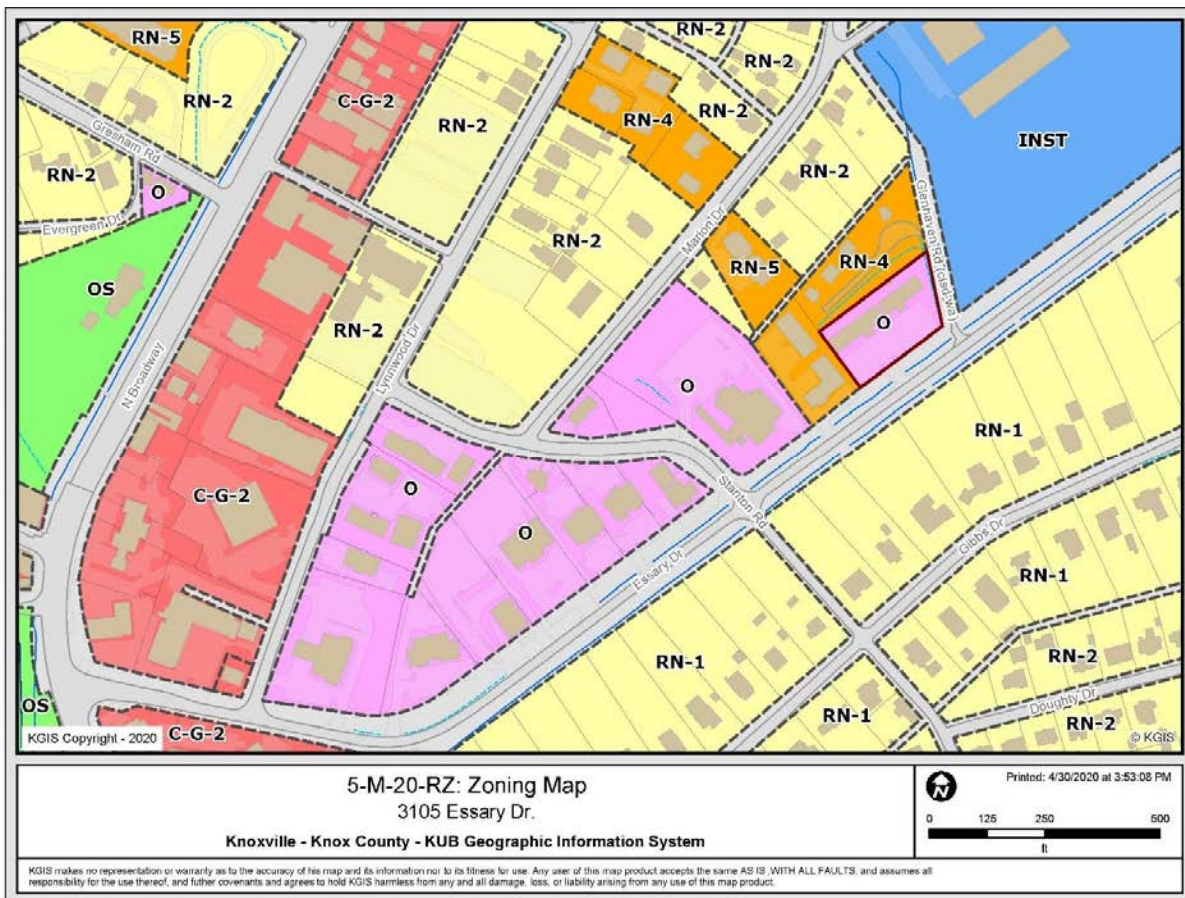 RN-5
RN-2
C-G-2
RN-2
RN-2
RN-2
RN-4
RN-2
INST
Gresham Rd
RN-2
O
Evergreen Dr
RN-2
Glenhaven Rd (clsd wa)
Marion Dr
RN-2
RN-5
RN-4
OS
RN-2
O
N Broadway
Lynnwood Dr
O
RN-1
C-G-2
O
O
Stanton Rd
Gibbs Dr
Essary Dr
RN-1
RN-1
RN-2
RN-1
Doughty Dr
OS
RN-2
KGIS Copyright - 2020
C-G-2
© KGIS
5-M-20-RZ: Zoning Map
3105 Essary Dr.
Knoxville - Knox County - KUB Geographic Information System
N
Printed: 4/30/2020 at 3:53:08 PM
0 125 250 500
ft
KGIS makes no representation or warranty as to the accuracy of his map and its information nor to its fitness for use. Any user of this map product accepts the same AS IS ,WITH ALL FAULTS, and assumes all
responsibility for the use thereof, and futher covenants and agrees to hold KGIS harmless from any and all damage, loss, or liability arising from any use of this map product.